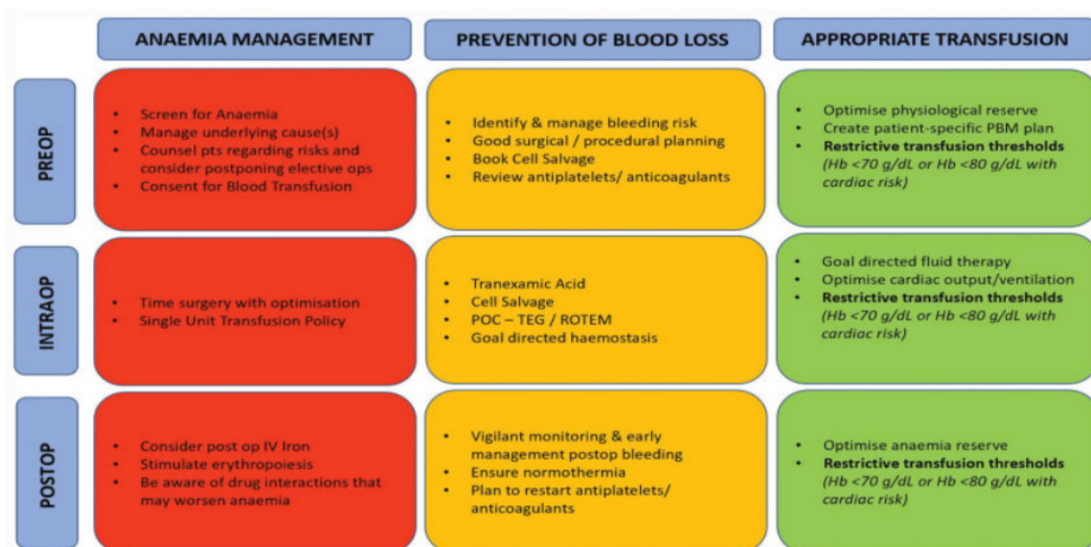 ANAEMIA MANAGEMENT
PREVENTION OF BLOOD LOSS
APPROPRIATE TRANSFUSION
PREOP
• Screen for Anaemia
• Manage underlying cause(s)
• Counsel pts regarding risks and
consider postponing elective ops
• Consent for Blood Transfusion
• Identify & manage bleeding risk
• Good surgical / procedural planning
• Book Cell Salvage
• Review antiplatelets/ anticoagulants
• Optimise physiological reserve
• Create patient-specific PBM plan
• Restrictive transfusion thresholds
(Hb <70 g/dL or Hb <80 g/dL with
cardiac risk)
INTRAOP
• Time surgery with optimisation
• Single Unit Transfusion Policy
• Tranexamic Acid
• Cell Salvage
• POC – TEG / ROTEM
• Goal directed haemostasis
• Goal directed fluid therapy
• Optimise cardiac output/ventilation
• Restrictive transfusion thresholds
(Hb <70 g/dL or Hb <80 g/dL with
cardiac risk)
POSTOP
• Consider post op IV Iron
• Stimulate erythropoiesis
• Be aware of drug interactions that
may worsen anaemia
• Vigilant monitoring & early
management postop bleeding
• Ensure normothermia
• Plan to restart antiplatelets/
anticoagulants
• Optimise anaemia reserve
• Restrictive transfusion thresholds
(Hb <70 g/dL or Hb <80 g/dL with
cardiac risk)